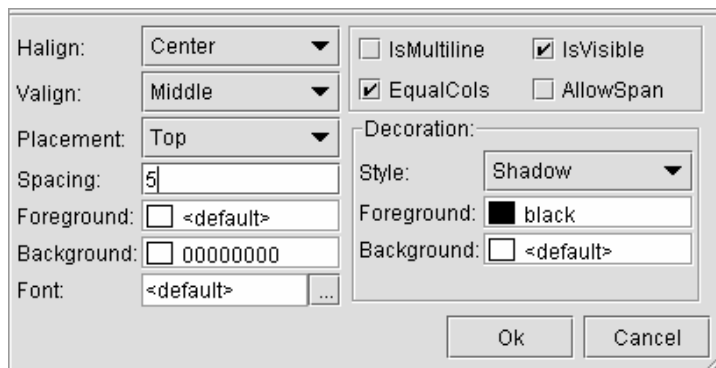 Halign: Center
Valign: Middle
Placement: Top
Spacing: 5
Foreground: <default>
Background: 00000000
Font: <default> ...
IsMultiline IsVisible
EqualCols AllowSpan
Decoration:
Style: Shadow
Foreground: black
Background: <default>
Ok Cancel